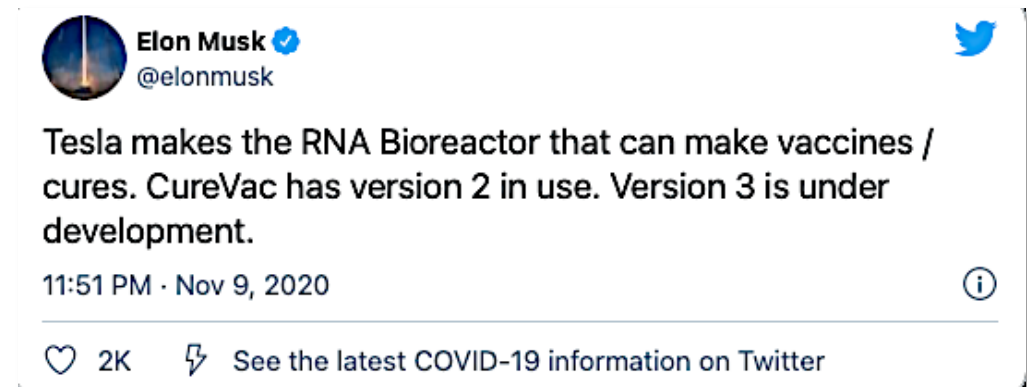 Elon Musk
@elonmusk
Tesla makes the RNA Bioreactor that can make vaccines /
cures. CureVac has version 2 in use. Version 3 is under
development.
11:51 PM · Nov 9, 2020
2K See the latest COVID-19 information on Twitter